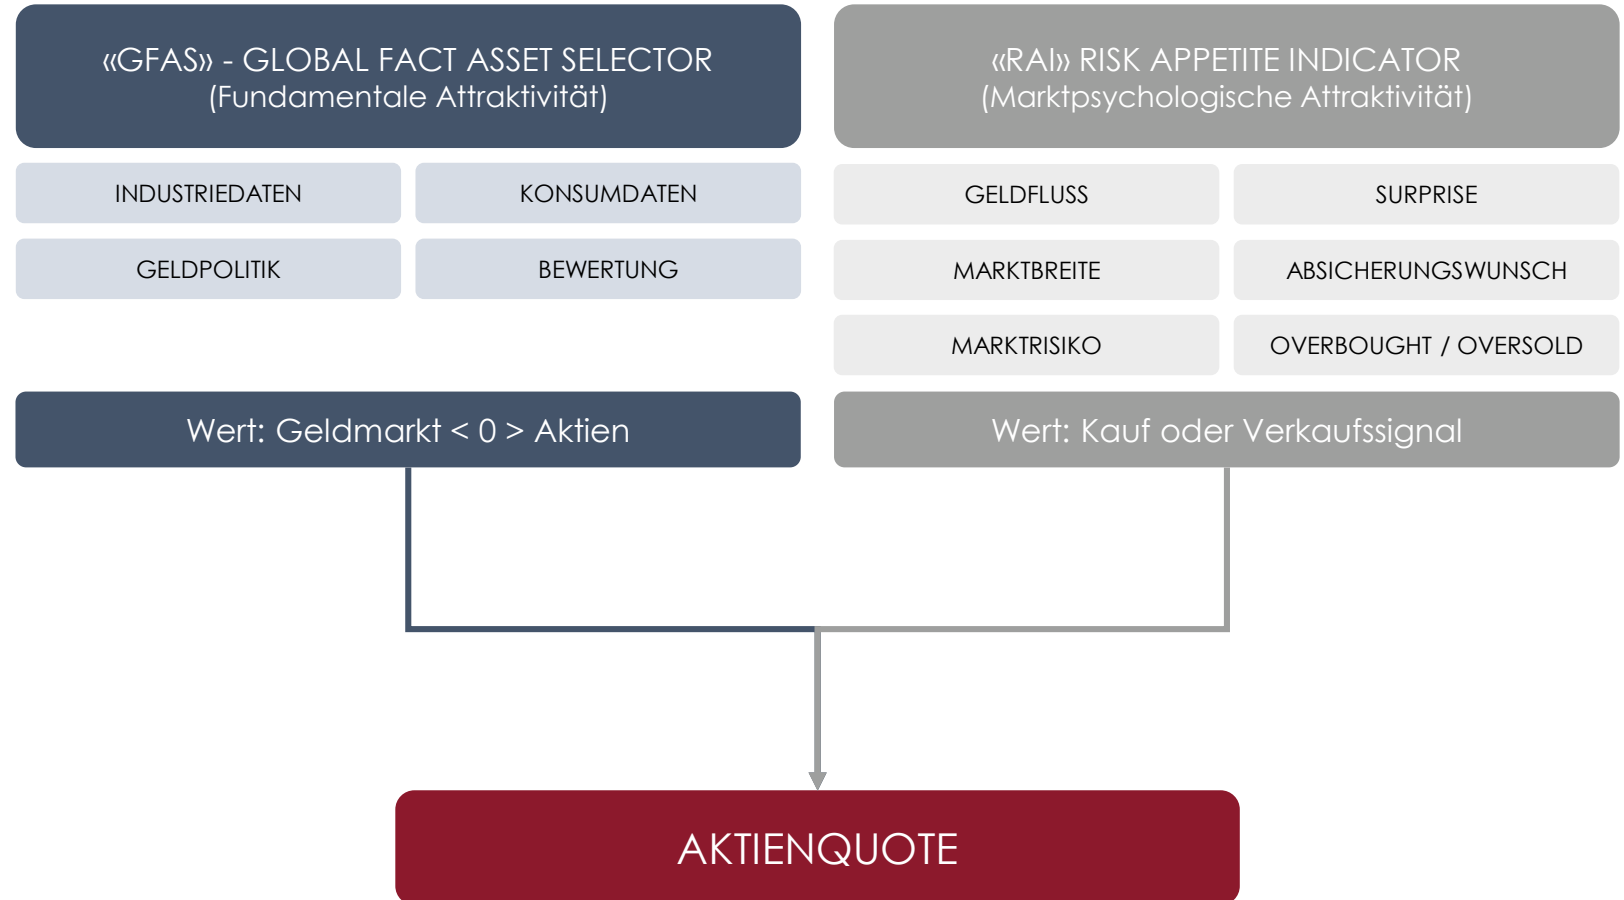 «GFAS» - GLOBAL FACT ASSET SELECTOR
(Fundamentale Attraktivität)
INDUSTRIEDATEN
KONSUMDATEN
GELDPOLITIK
BEWERTUNG
Wert: Geldmarkt < 0 > Aktien
«RAI» RISK APPETITE INDICATOR
(Marktpsychologische Attraktivität)
GELDFLUSS
SURPRISE
MARKTBREITE
ABSICHERUNGSWUNSCH
MARKTRISIKO
OVERBOUGHT / OVERSOLD
Wert: Kauf oder Verkaufssignal
AKTIENQUOTE